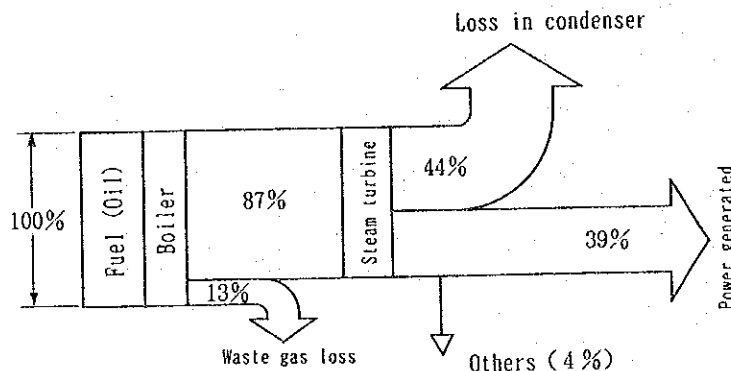 Loss in condenser
100%
Fuel (Oil)
Boiler
87%
Steam turbine
44%
39%
Power generated
13%
Waste gas loss
Others (4%)